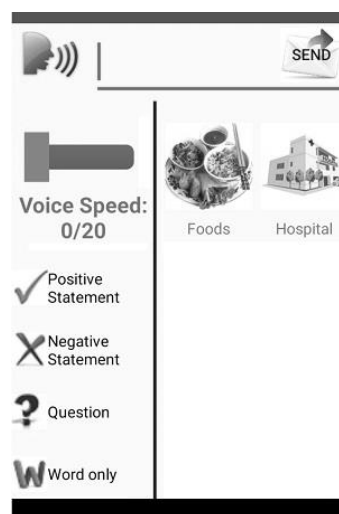 SEND
Voice Speed:
0/20
Foods
Hospital
Positive
Statement
Negative
Statement
Question
Word only